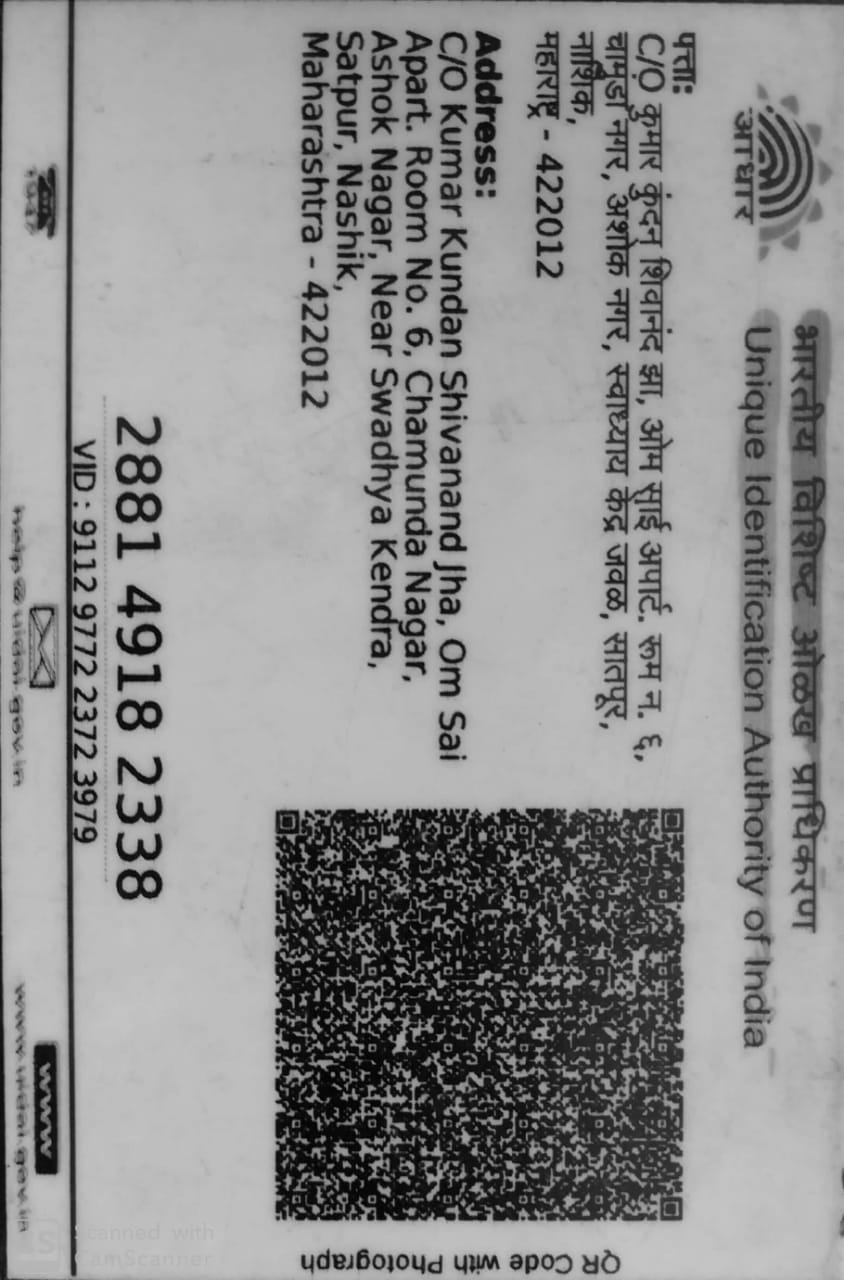 भारतीय विशिष्ट ओळख प्राधिकरण
Unique Identification Authority of India
आधार
पत्ता:
C/O कुमार कुंदन शिवानंद झा, ओम साई अपार्ट. रूम न. ६,
चामुंडा नगर, अशोक नगर, स्वाध्याय केंद्र जवळ, सातपूर,
नाशिक,
महाराष्ट्र - 422012
Address:
C/O Kumar Kundan Shivanand Jha, Om Sai
Apart. Room No. 6, Chamunda Nagar,
Ashok Nagar, Near Swadhya Kendra,
Satpur, Nashik,
Maharashtra - 422012
QR Code with Photograph
2881 4918 2338
VID : 9112 9772 2372 3979
1947
help@uidai.gov.in
www
www.uidai.gov.in
CS
Scanned with
CamScanner